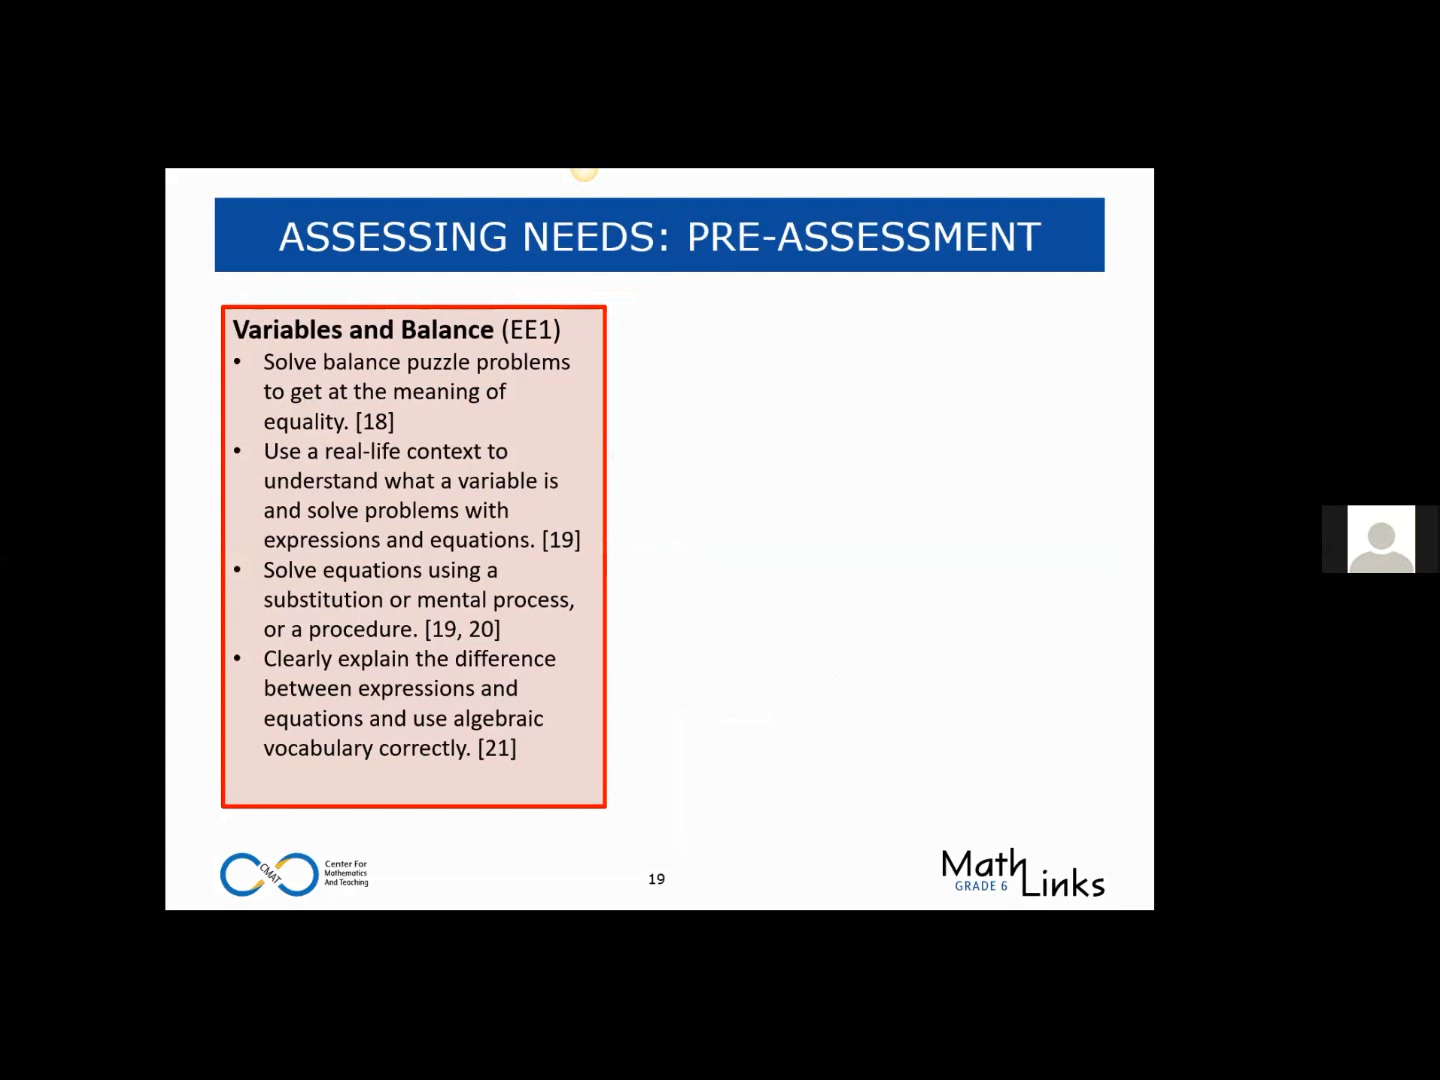 ASSESSING NEEDS: PRE-ASSESSMENT
Variables and Balance (EE1)
• Solve balance puzzle problems
to get at the meaning of
equality. [18]
• Use a real-life context to
understand what a variable is
and solve problems with
expressions and equations. [19]
• Solve equations using a
substitution or mental process,
or a procedure. [19, 20]
• Clearly explain the difference
between expressions and
equations and use algebraic
vocabulary correctly. [21]
CMAT
Center For
Mathematics
And Teaching
19
Math
GRADE 6
Links